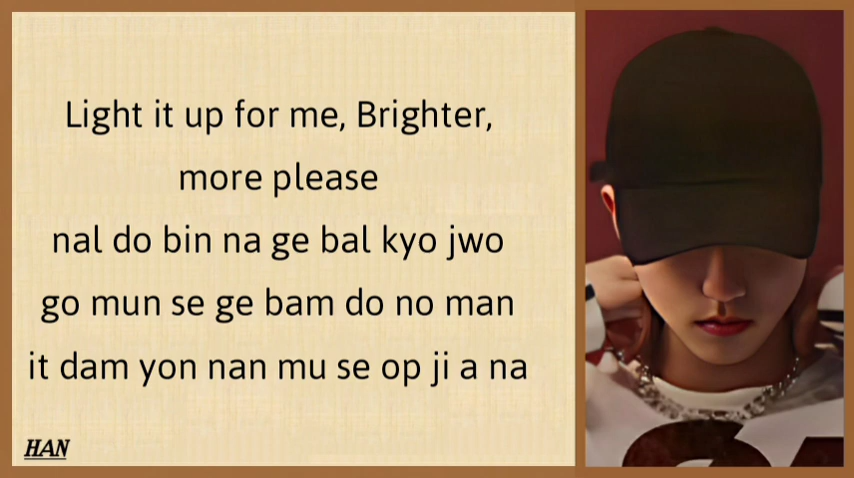 Light it up for me, Brighter,
more please
nal do bin na ge bal kyo jwo
go mun se ge bam do no man
it dam yon nan mu se op ji a na
HAN